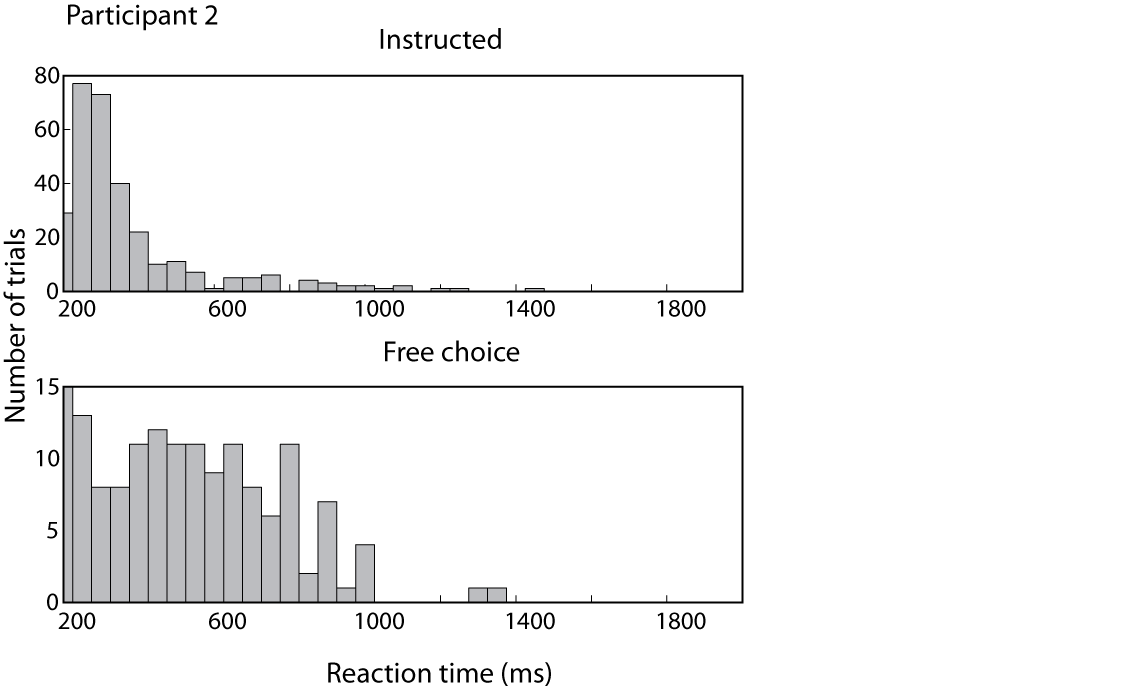 Participant 2
Instructed
80
60
40
20
0
200 600 1000 1400 1800
Number of trials
Free choice
15
10
5
0
200 600 1000 1400 1800
Reaction time (ms)